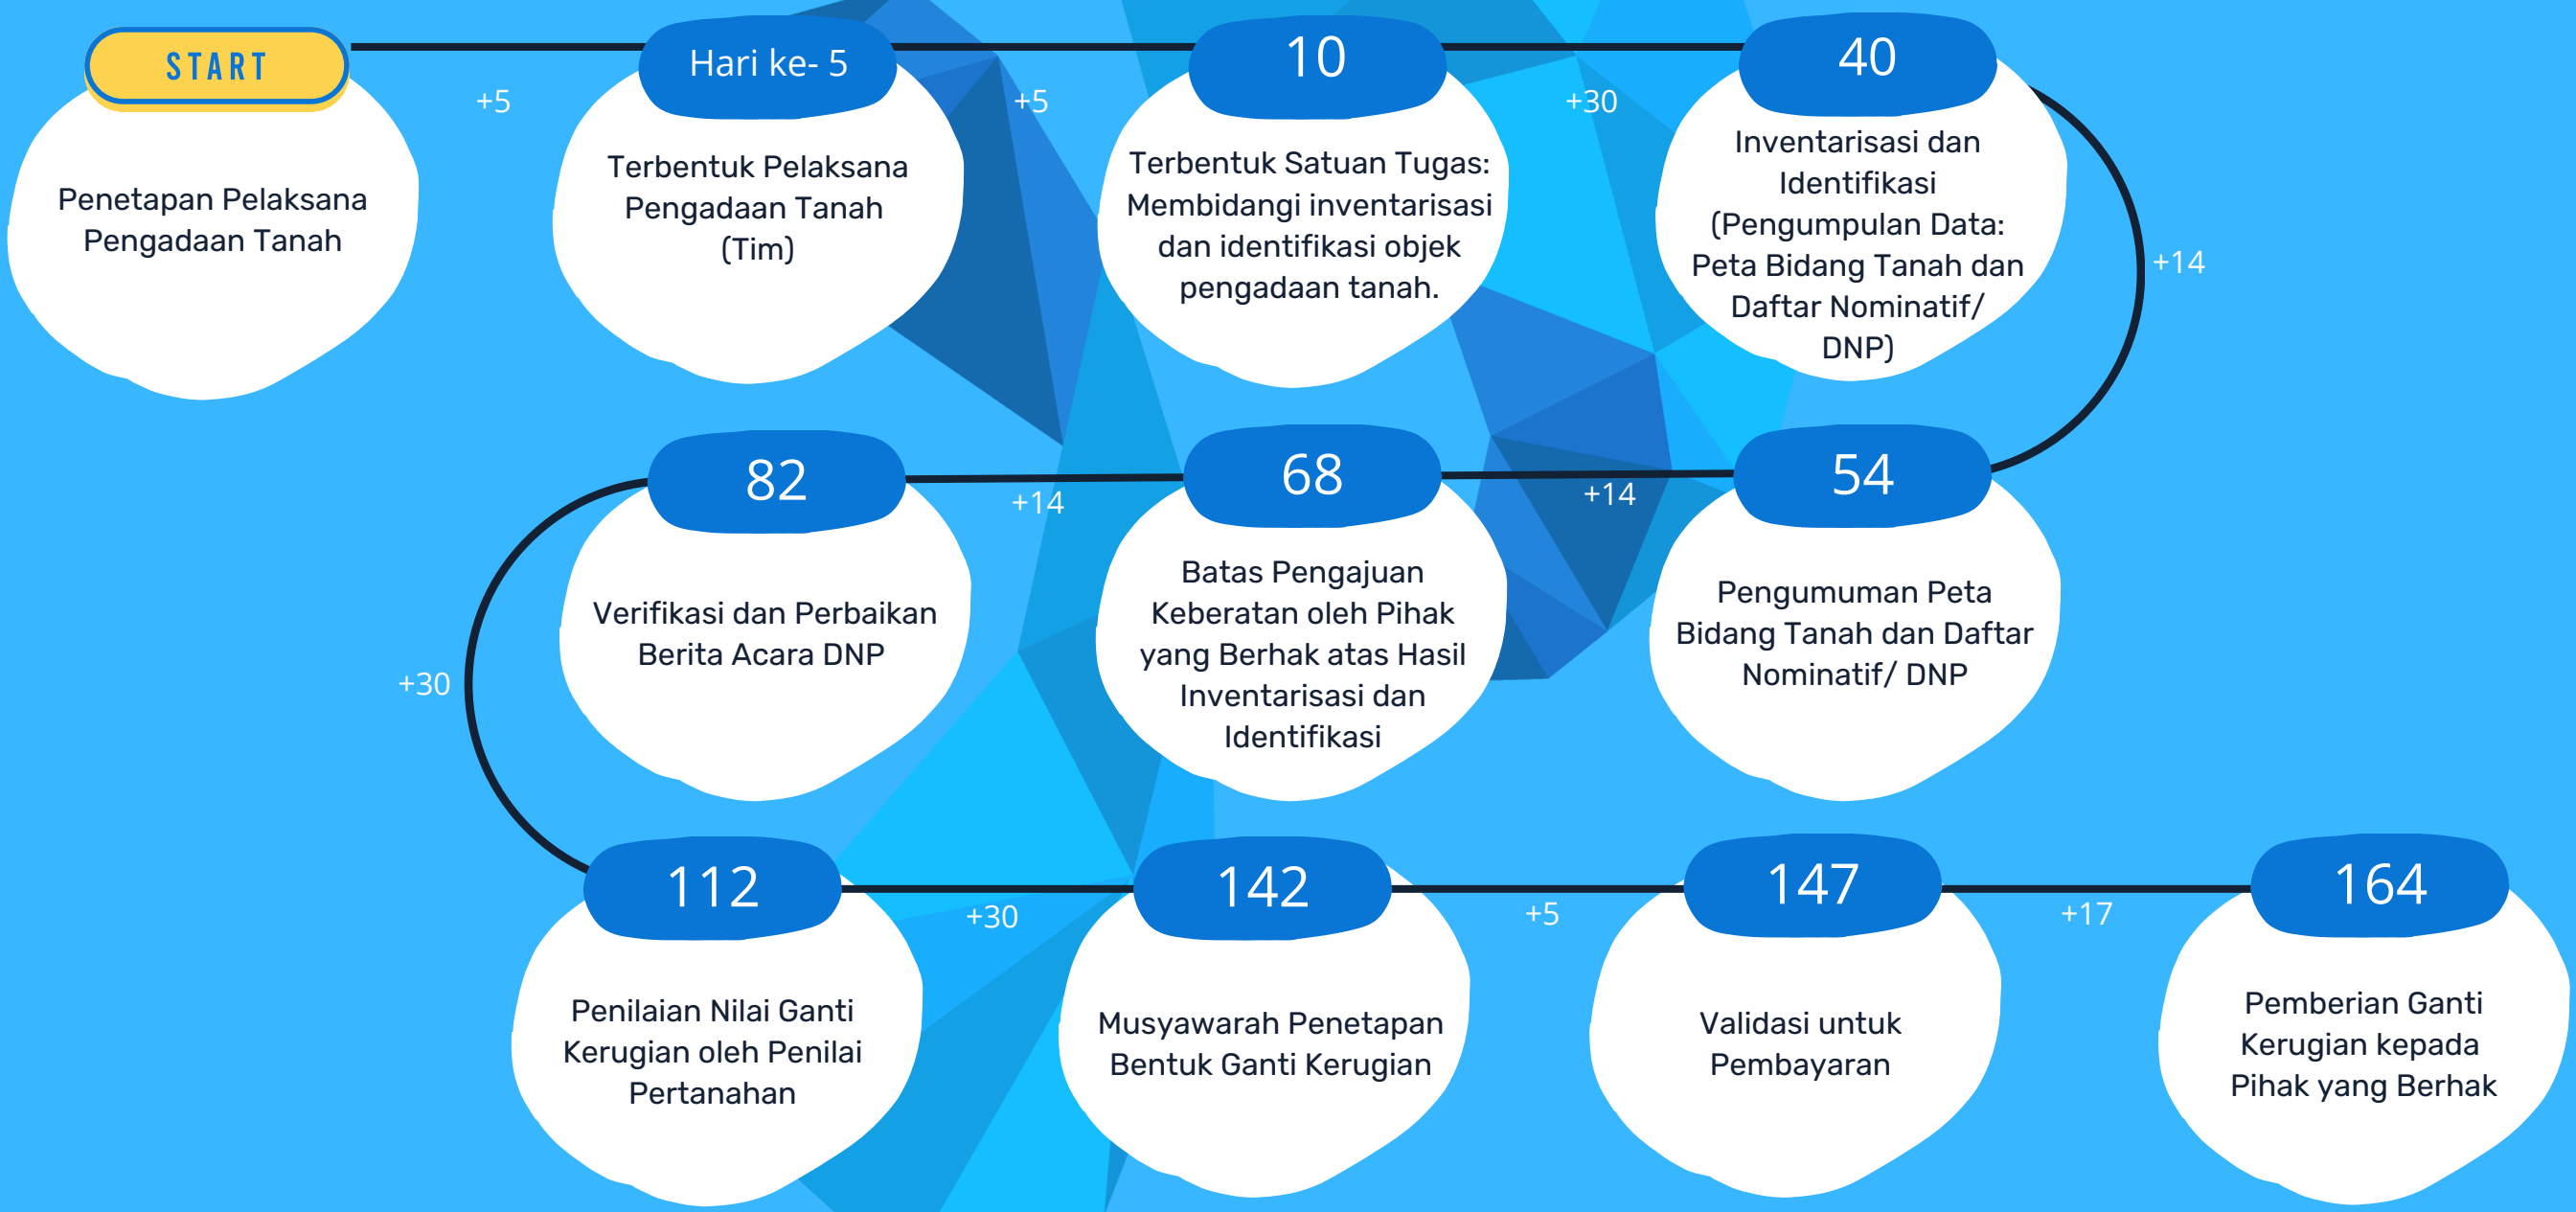 START
Penetapan Pelaksana
Pengadaan Tanah
+5
Hari ke- 5
Terbentuk Pelaksana
Pengadaan Tanah
(Tim)
+5
10
Terbentuk Satuan Tugas:
Membidangi inventarisasi
dan identifikasi objek
pengadaan tanah.
+30
40
Inventarisasi dan
Identifikasi
(Pengumpulan Data:
Peta Bidang Tanah dan
Daftar Nominatif/
DNP)
+14
54
Pengumuman Peta
Bidang Tanah dan Daftar
Nominatif/ DNP
+14
68
Batas Pengajuan
Keberatan oleh Pihak
yang Berhak atas Hasil
Inventarisasi dan
Identifikasi
+14
82
Verifikasi dan Perbaikan
Berita Acara DNP
+30
112
Penilaian Nilai Ganti
Kerugian oleh Penilai
Pertanahan
+30
142
Musyawarah Penetapan
Bentuk Ganti Kerugian
+5
147
Validasi untuk
Pembayaran
+17
164
Pemberian Ganti
Kerugian kepada
Pihak yang Berhak